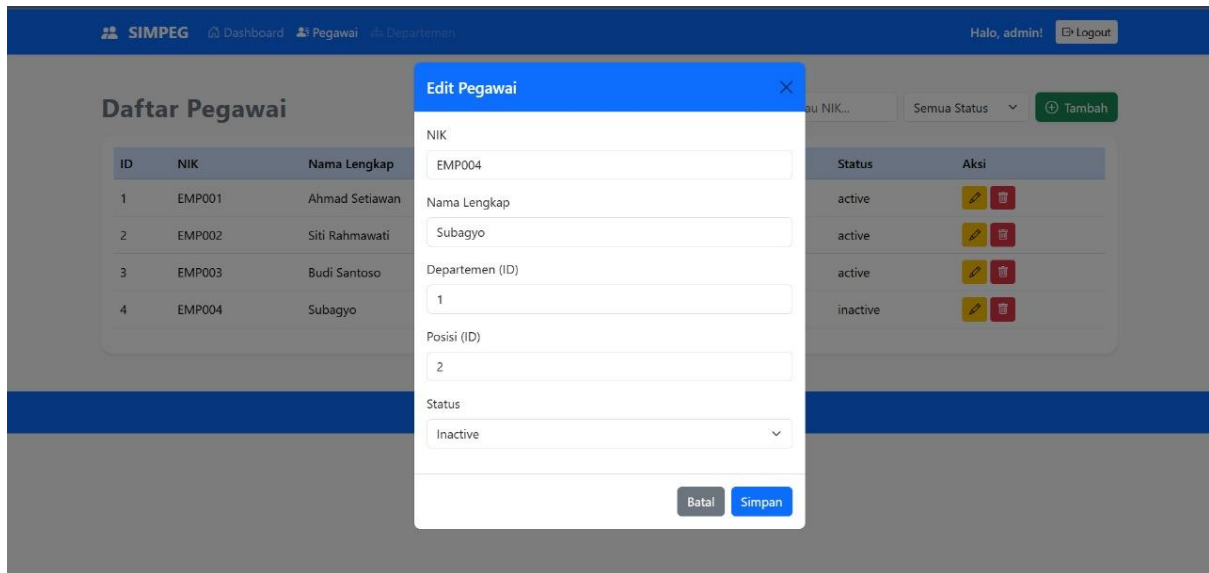 SIMPEG Dashboard Pegawai Departemen Halo, admin! Logout
Daftar Pegawai
au NIK... Semua Status Tambah
ID NIK Nama Lengkap Status Aksi
1 EMP001 Ahmad Setiawan active
2 EMP002 Siti Rahmawati active
3 EMP003 Budi Santoso active
4 EMP004 Subagyo inactive
Edit Pegawai
NIK
EMP004
Nama Lengkap
Subagyo
Departemen (ID)
1
Posisi (ID)
2
Status
Inactive
Batal Simpan